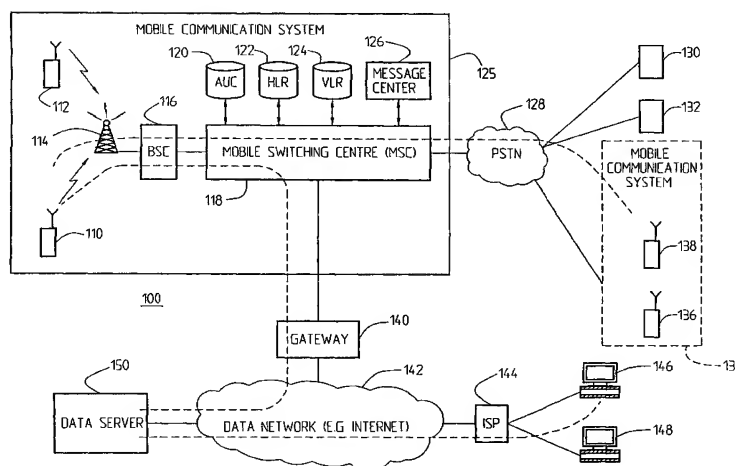 MOBILE COMMUNICATION SYSTEM
120
122
124
126
125
130
AUC
HLR
VLR
MESSAGE
CENTER
112
116
128
132
114
BSC
MOBILE SWITCHING CENTRE (MSC)
PSTN
MOBILE
COMMUNICATION
SYSTEM
118
110
138
136
100
140
GATEWAY
13
150
142
144
146
DATA SERVER
DATA NETWORK (E.G INTERNET)
ISP
148